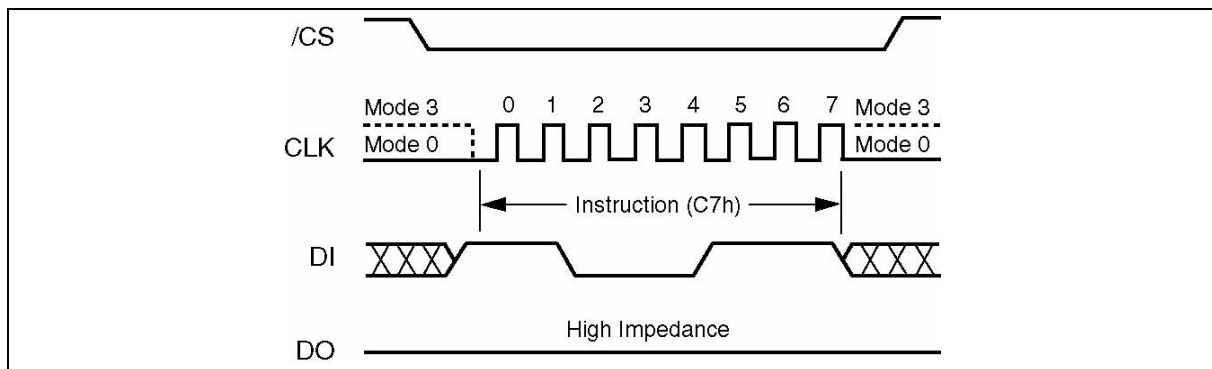 /CS
Mode 3 0 1 2 3 4 5 6 7 Mode 3
CLK Mode 0 Mode 0
Instruction (C7h)
DI
High Impedance
DO